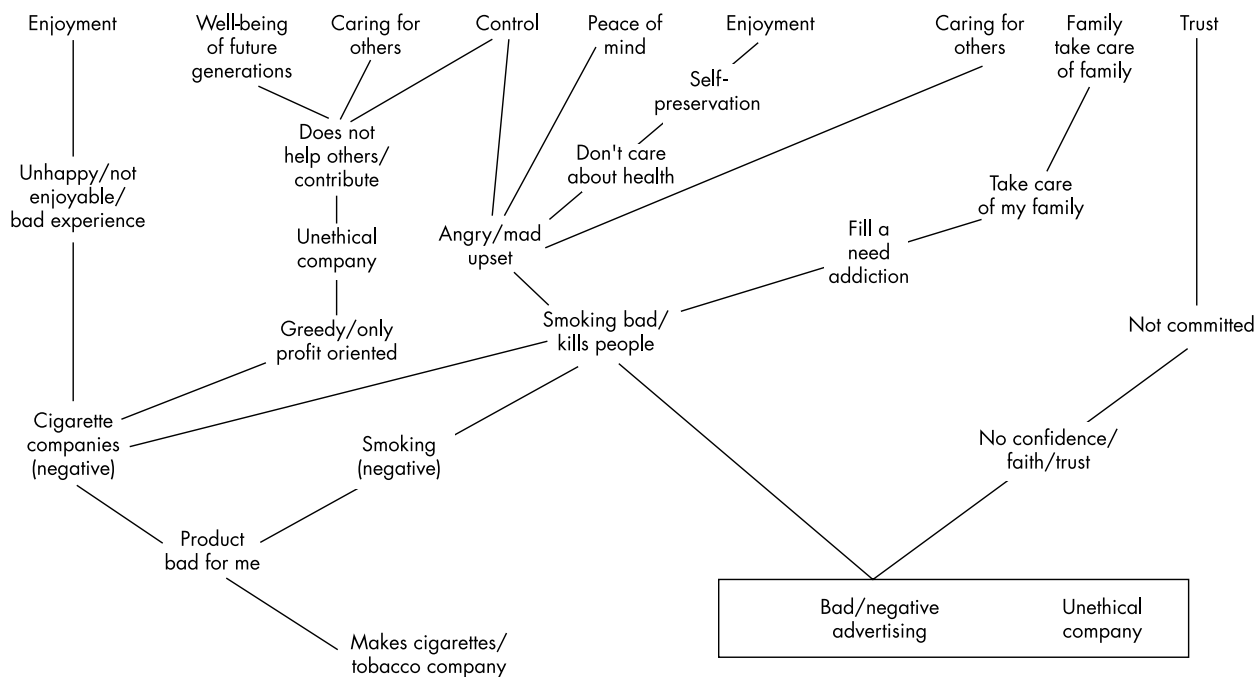 Enjoyment
Well-being
of future
generations
Caring for
others
Control
Peace of
mind
Enjoyment
Caring for
others
Family
take care
of family
Trust
Self-
preservation
Does not
help others/
contribute
Don't care
about health
Unhappy/not
enjoyable/
bad experience
Take care
of my family
Unethical
company
Angry/mad
upset
Fill a
need
addiction
Greedy/only
profit oriented
Smoking bad/
kills people
Not committed
Cigarette
companies
(negative)
Smoking
(negative)
No confidence/
faith/trust
Product
bad for me
Bad/negative
advertising
Unethical
company
Makes cigarettes/
tobacco company